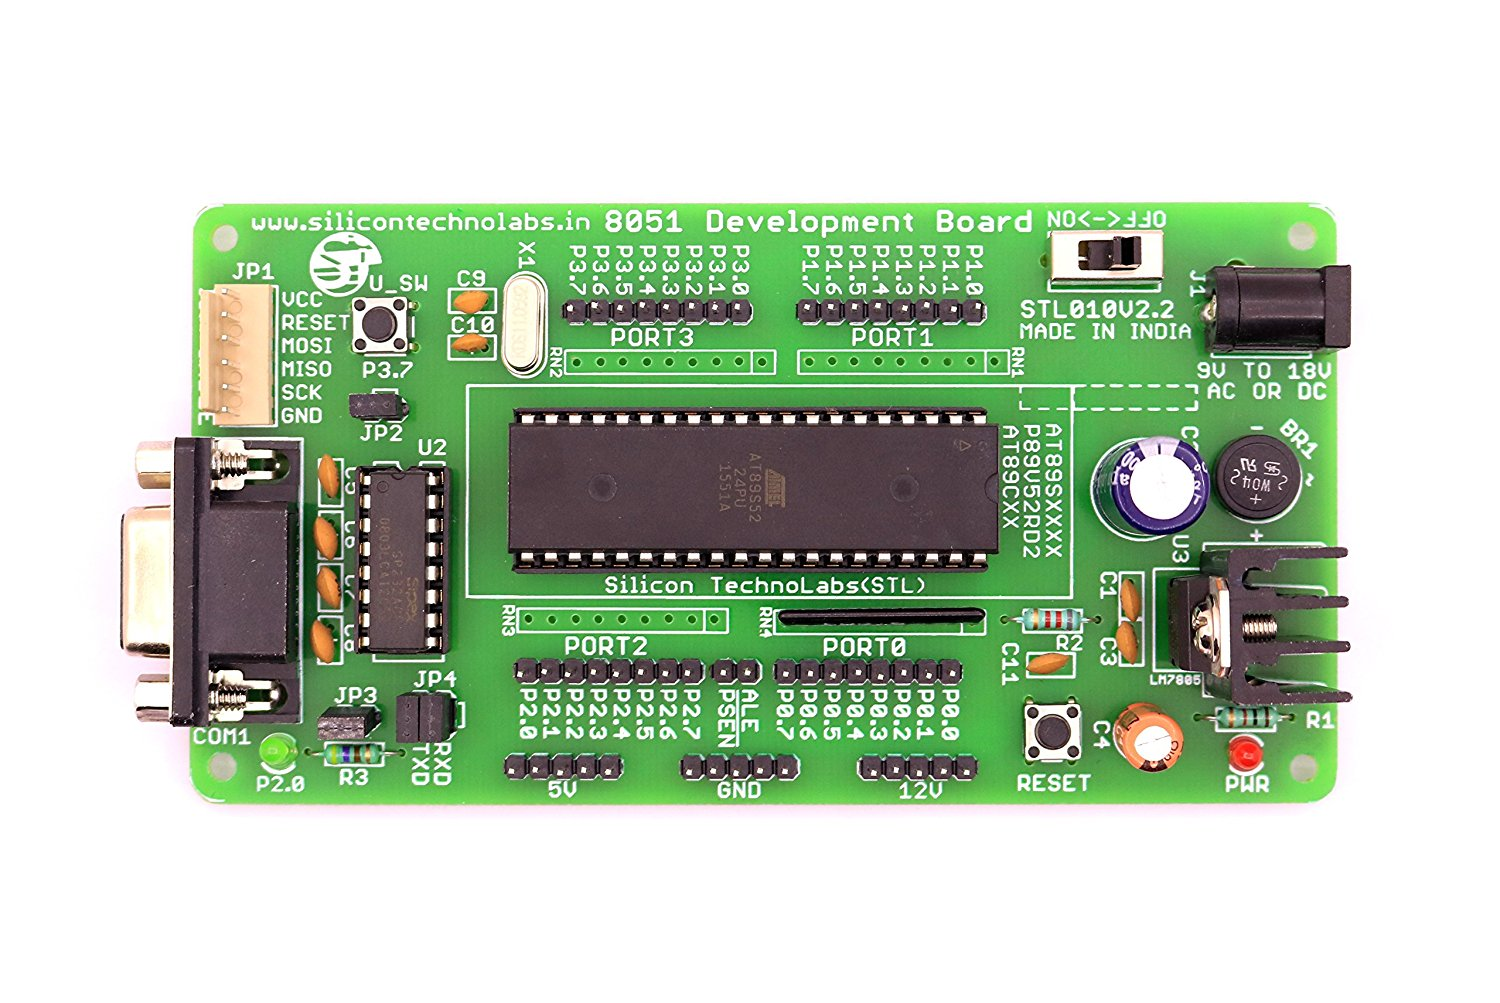 www.silicontechnolabs.in 8051 Development Board
OFF<->ON
JP1
VCC
RESET
MOSI
MISO
SCK
GND
U_SW
P3.7
JP2
C9
C10
X1
P3.7 P3.6 P3.5 P3.4 P3.3 P3.2 P3.1 P3.0
PORT3
RN2
P1.7 P1.6 P1.5 P1.4 P1.3 P1.2 P1.1 P1.0
PORT1
RN1
STL010V2.2
MADE IN INDIA
J1
9V TO 18V
AC OR DC
BR1
W042
U2
ATMEL
AT89S52
24PU
1551A
AT89SXXXX
P89V52RD2
AT89CXX
Silicon TechnoLabs(STL)
U3
LM7805
RN3
PORT2
P2.0 P2.1 P2.2 P2.3 P2.4 P2.5 P2.6 P2.7
PSEN
ALE
RN4
PORT0
P0.7 P0.6 P0.5 P0.4 P0.3 P0.2 P0.1 P0.0
R2
C11
C1
C3
C4
R1
COM1
P2.0
JP3
R3
JP4
TXD
RXD
5V
GND
12V
RESET
PWR